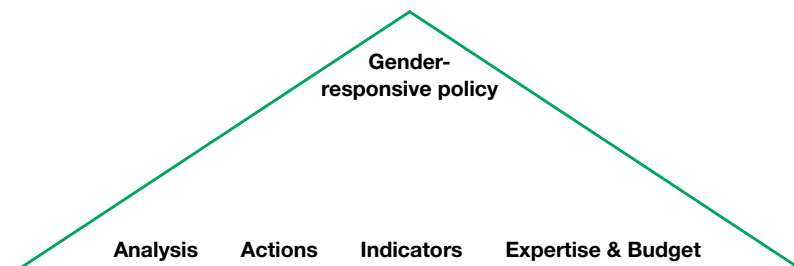 Gender-
responsive policy
Analysis Actions Indicators Expertise & Budget